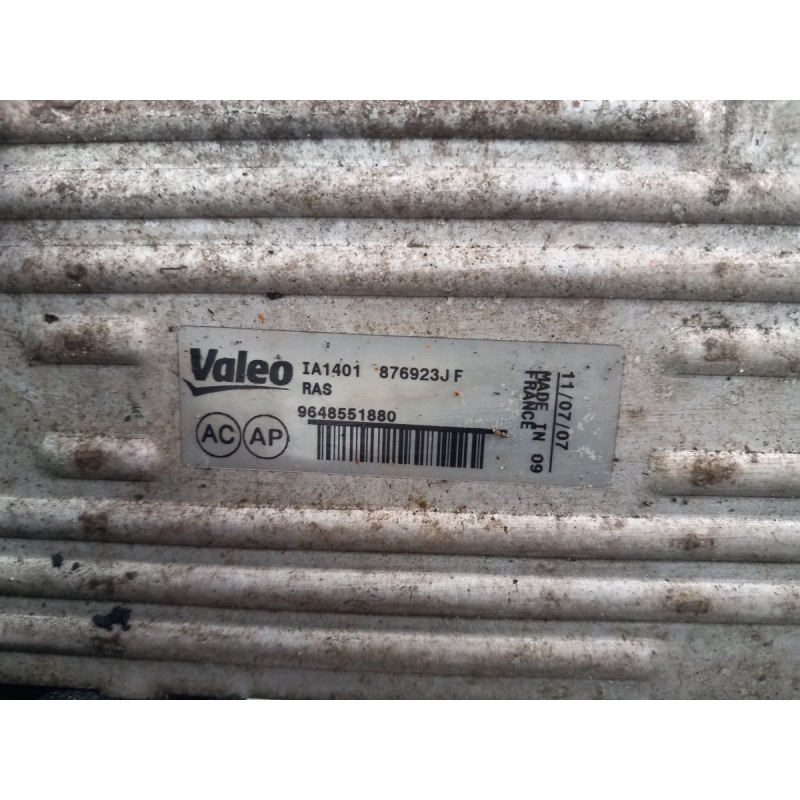 Valeo IA1401 876923J F
RAS
9648551880
AC AP
11/07/07
MADE IN 09
FRANCE